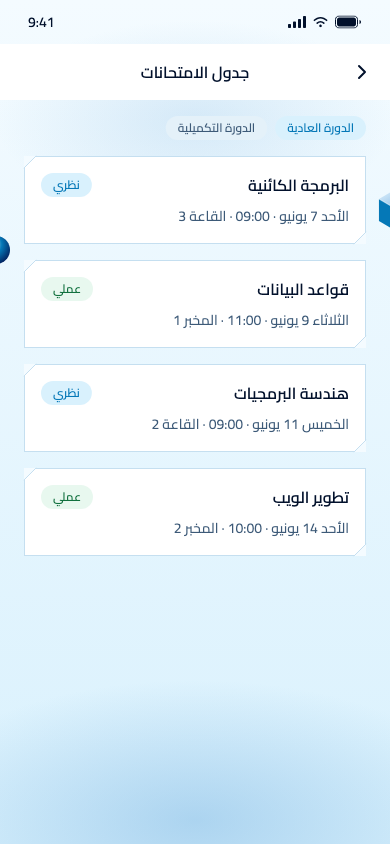 9:41
جدول الامتحانات
الدورة العادية
الدورة التكميلية
البرمجة الكائنية
نظري
الأحد 7 يونيو · 09:00 · القاعة 3
قواعد البيانات
عملي
الثلاثاء 9 يونيو · 11:00 · المخبر 1
هندسة البرمجيات
نظري
الخميس 11 يونيو · 09:00 · القاعة 2
تطوير الويب
عملي
الأحد 14 يونيو · 10:00 · المخبر 2